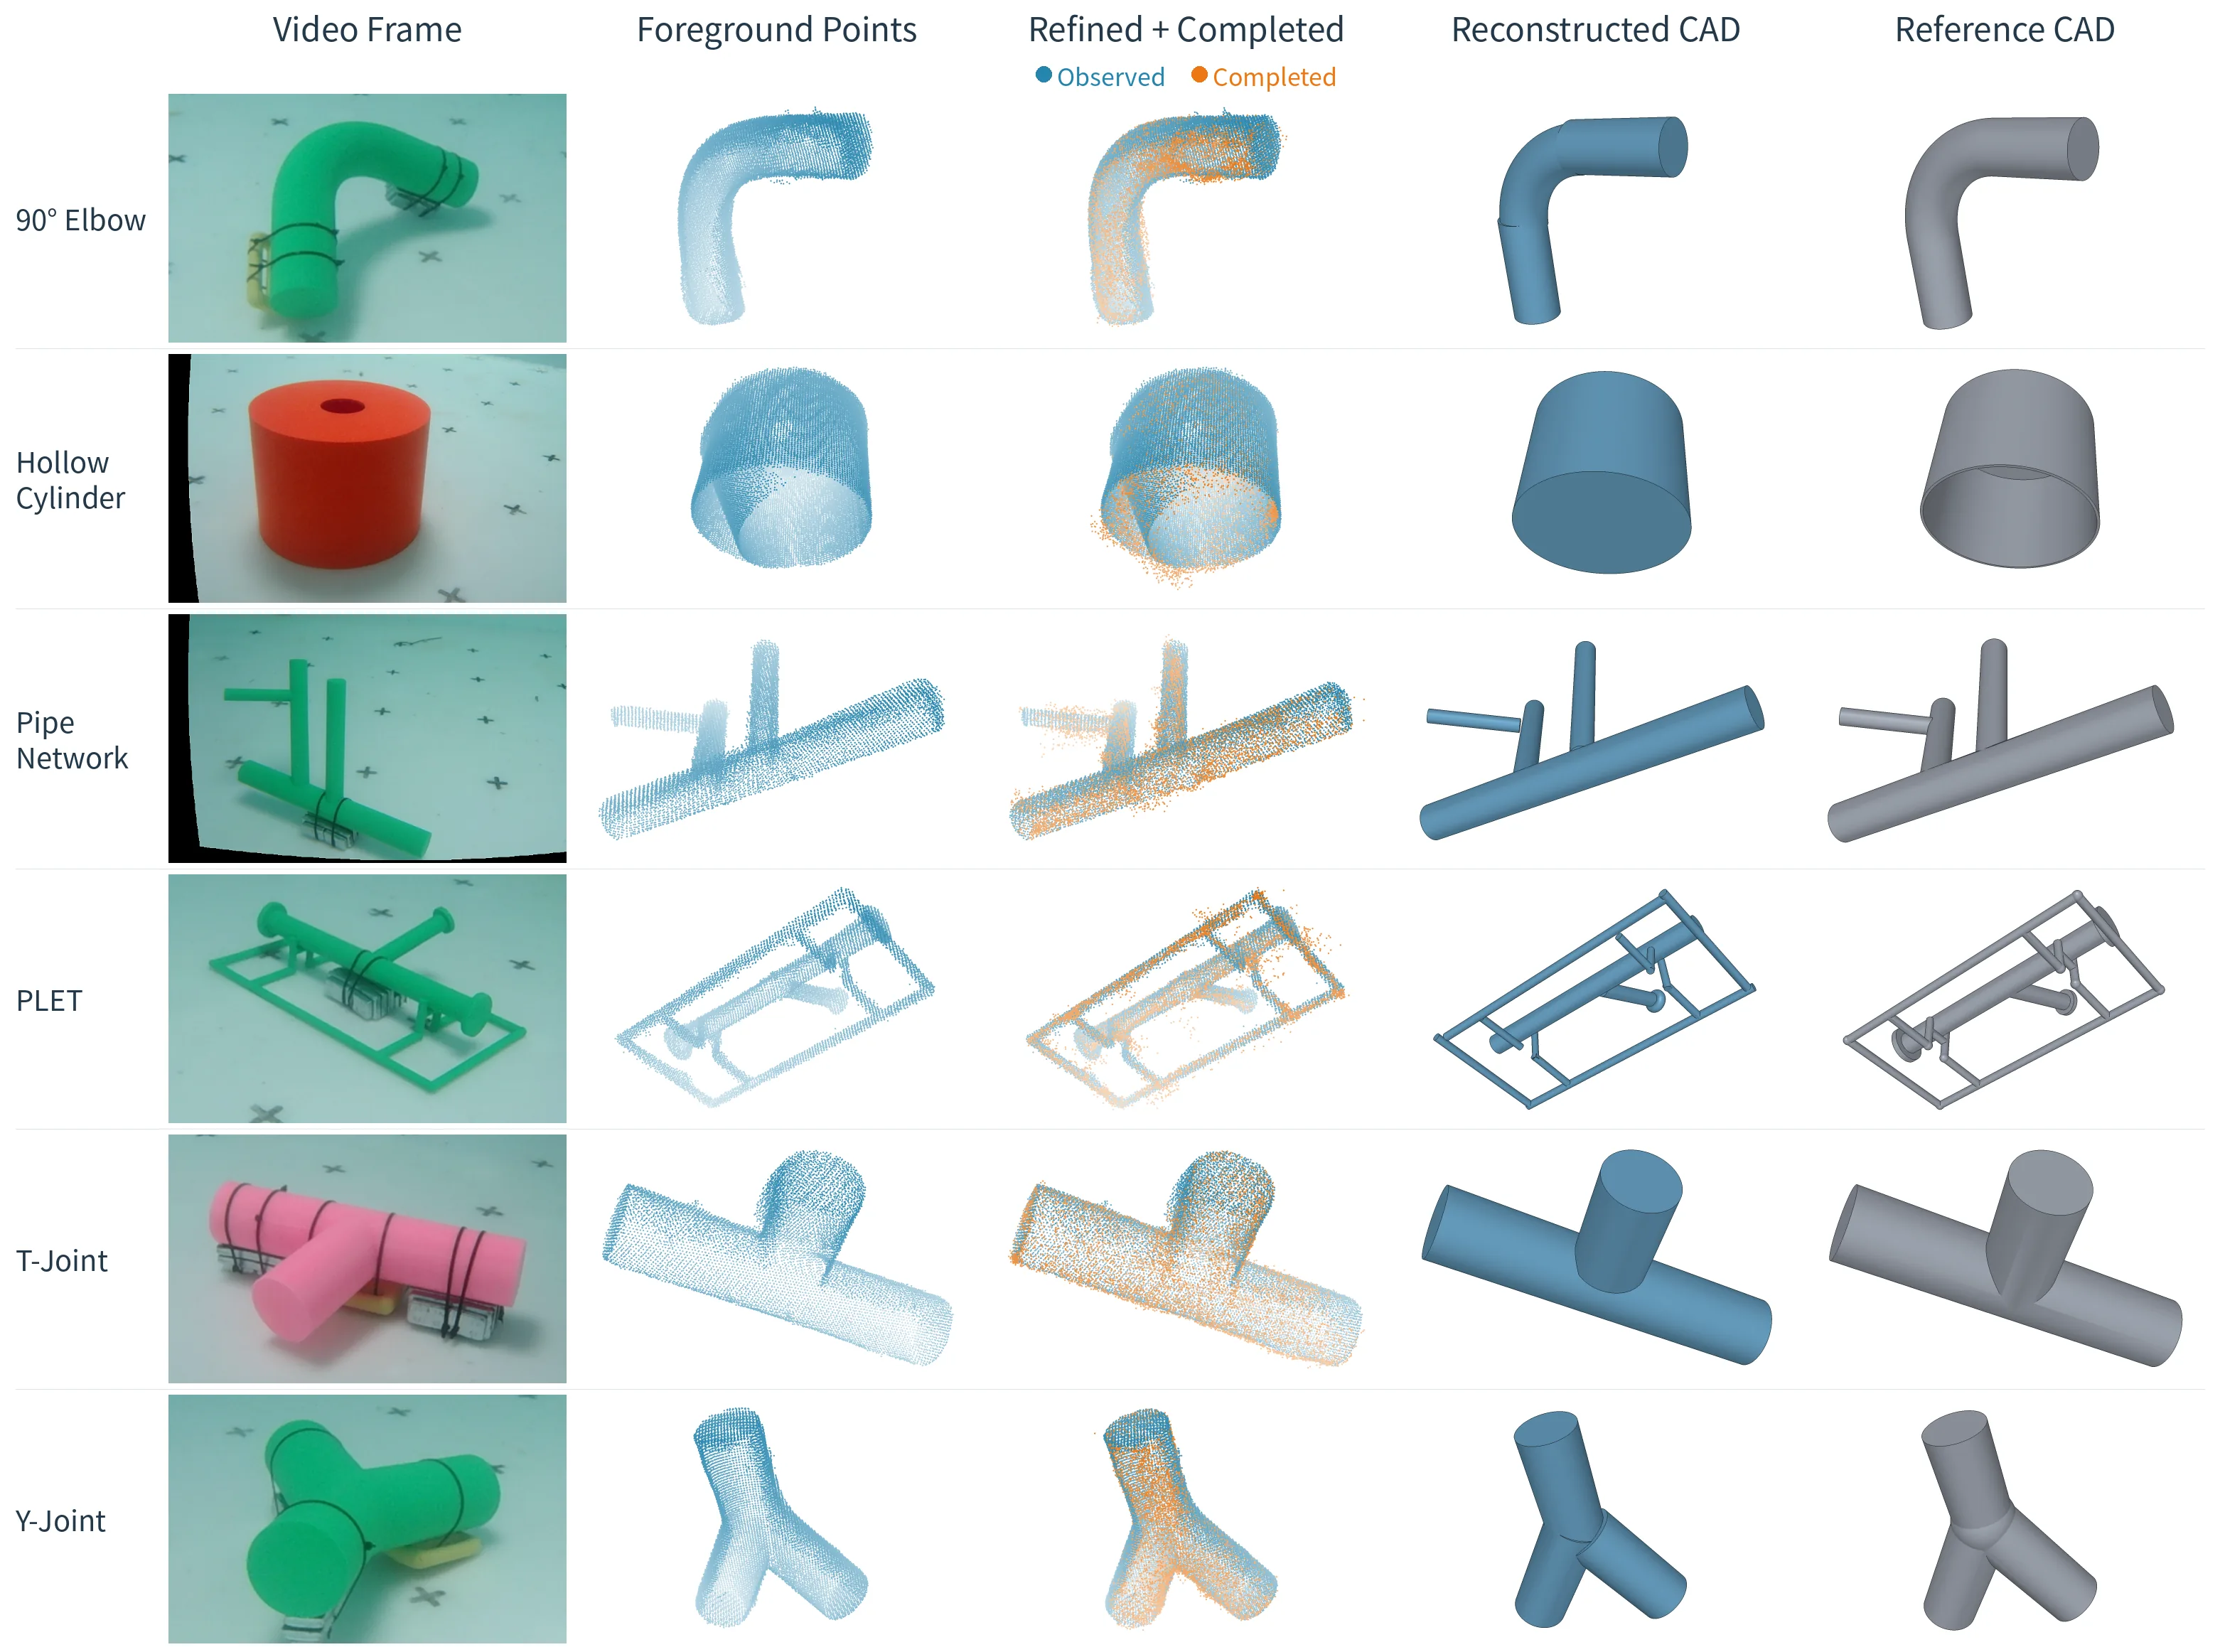 Video Frame
Foreground Points
Refined + Completed
Reconstructed CAD
Reference CAD
Observed
Completed
90° Elbow
Hollow
Cylinder
Pipe
Network
PLET
T-Joint
Y-Joint